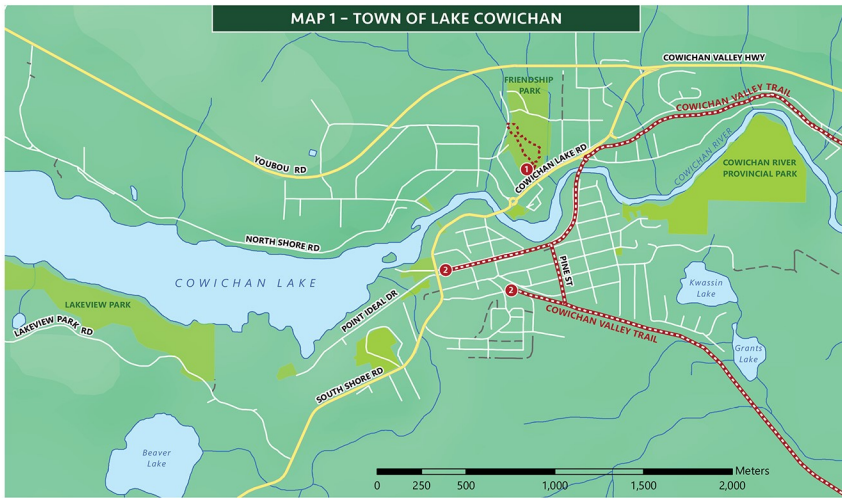 MAP 1 – TOWN OF LAKE COWICHAN
COWICHAN VALLEY HWY
FRIENDSHIP
PARK
COWICHAN VALLEY TRAIL
COWICHAN RIVER
COWICHAN LAKE RD
1
YOUBOU RD
COWICHAN RIVER
PROVINCIAL PARK
NORTH SHORE RD
COWICHAN LAKE
2
PINE ST
2
Kwassin
Lake
LAKEVIEW PARK
POINT IDEAL DR
COWICHAN VALLEY TRAIL
LAKEVIEW PARK RD
Grants
Lake
SOUTH SHORE RD
Beaver
Lake
Meters
0 250 500 1,000 1,500 2,000